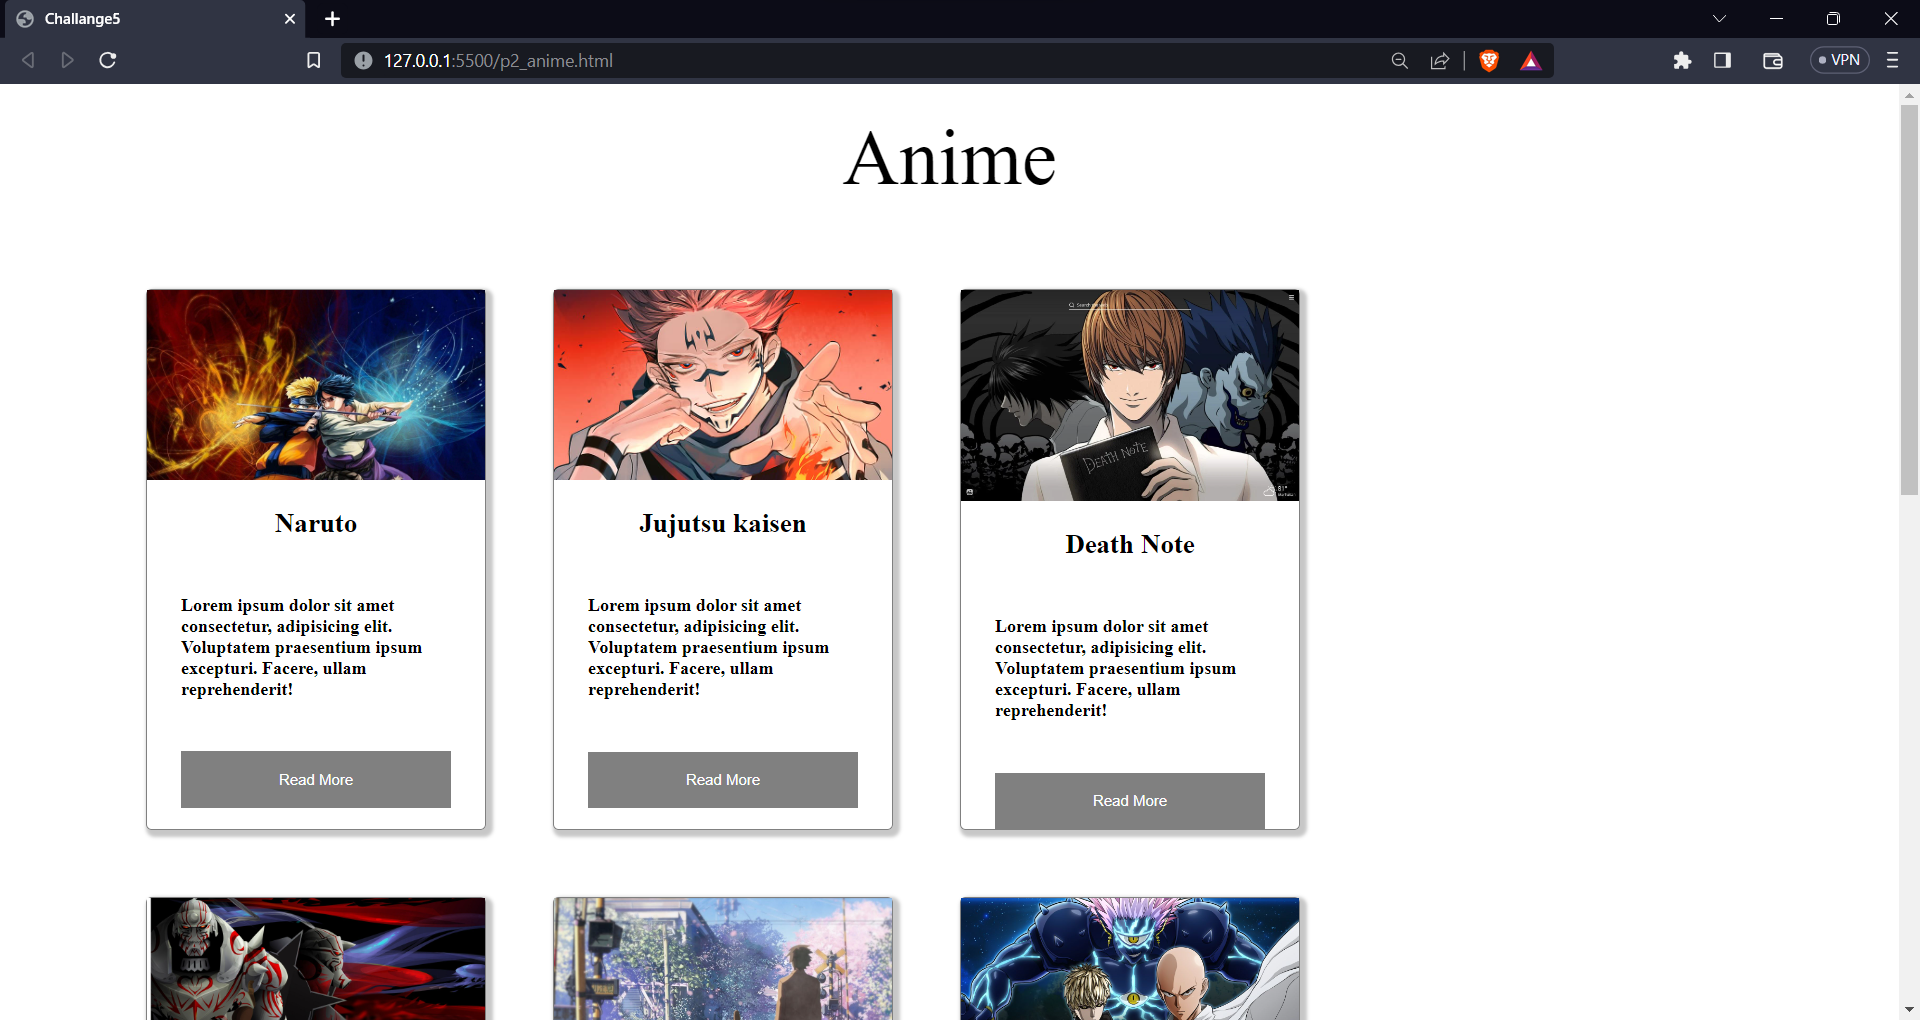 Challange5
127.0.0.1:5500/p2_anime.html
VPN
Anime
DEATH NOTE
81°
Naruto
Jujutsu kaisen
Death Note
Lorem ipsum dolor sit amet
consectetur, adipisicing elit.
Voluptatem praesentium ipsum
excepturi. Facere, ullam
reprehenderit!
Lorem ipsum dolor sit amet
consectetur, adipisicing elit.
Voluptatem praesentium ipsum
excepturi. Facere, ullam
reprehenderit!
Lorem ipsum dolor sit amet
consectetur, adipisicing elit.
Voluptatem praesentium ipsum
excepturi. Facere, ullam
reprehenderit!
Read More
Read More
Read More